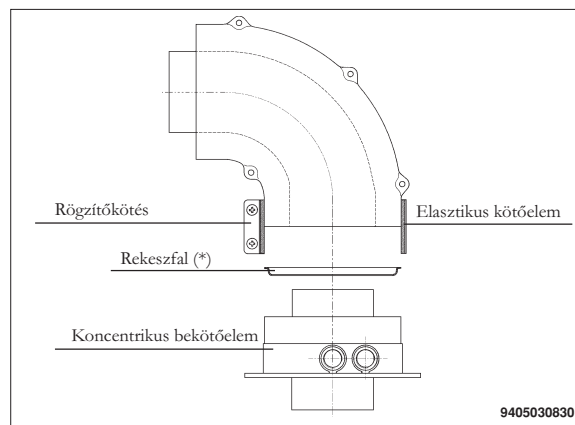 Rögzítőkötés
Elasztikus kötőelem
Rekeszfal (*)
Koncentrikus bekötőelem
9405030830